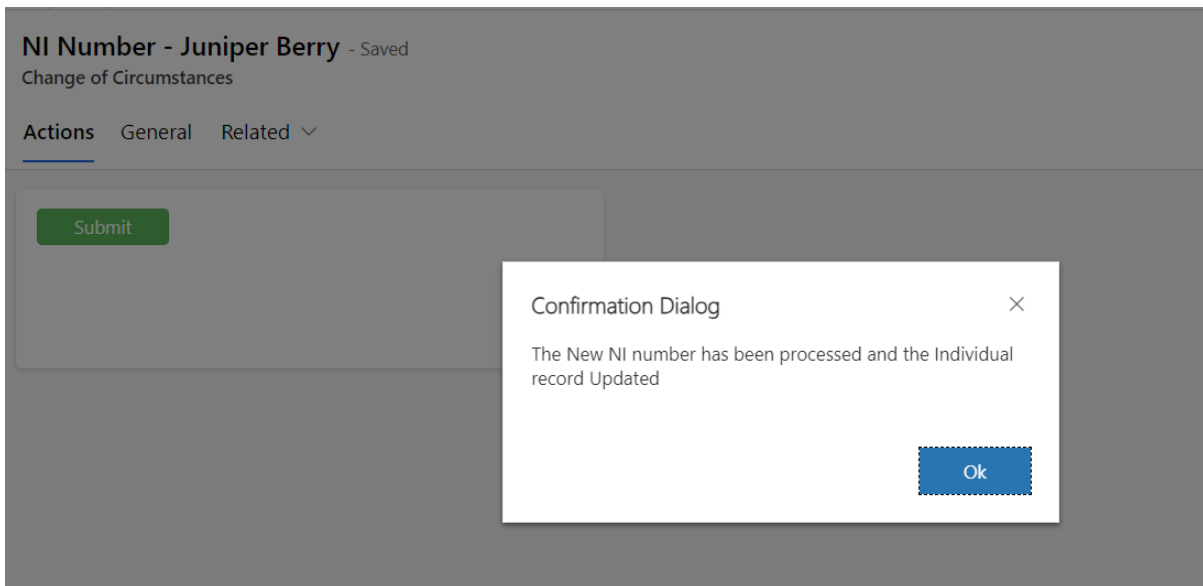 NI Number - Juniper Berry - Saved
Change of Circumstances
Actions General Related
Submit
Confirmation Dialog
The New NI number has been processed and the Individual
record Updated
Ok